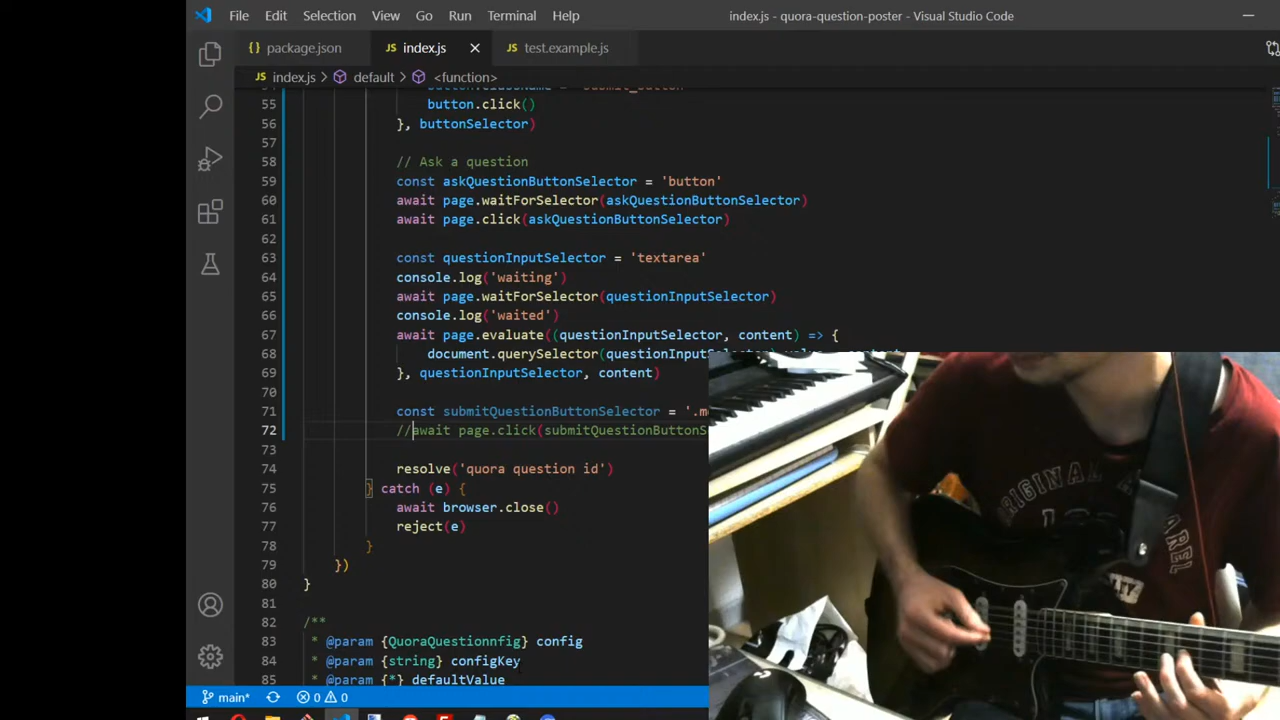 File Edit Selection View Go Run Terminal Help index.js - quora-question-poster - Visual Studio Code
{} package.json JS index.js × JS test.example.js
JS index.js > default > <function>
55 button.click()
56 }, buttonSelector)
57
58 // Ask a question
59 const askQuestionButtonSelector = 'button'
60 await page.waitForSelector(askQuestionButtonSelector)
61 await page.click(askQuestionButtonSelector)
62
63 const questionInputSelector = 'textarea'
64 console.log('waiting')
65 await page.waitForSelector(questionInputSelector)
66 console.log('waited')
67 await page.evaluate((questionInputSelector, content) => {
68 document.querySelector(questionInputSelector)
69 }, questionInputSelector, content)
70
71 const submitQuestionButtonSelector = '.m
72 //await page.click(submitQuestionButtonS
73
74 resolve('quora question id')
75 } catch (e) {
76 await browser.close()
77 reject(e)
78 }
79 })
80 }
81
82 /**
83 * @param {QuoraQuestionnfig} config
84 * @param {string} configKey
85 * @param {*} defaultValue
main* 0 0
ORIGINAL